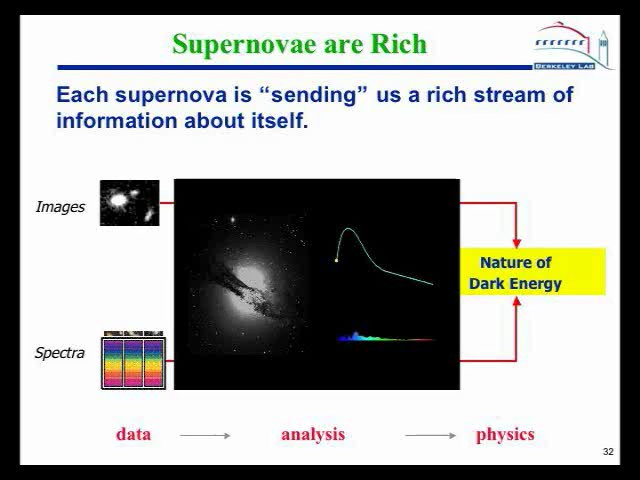 Supernovae are Rich
BERKELEY LAB
Each supernova is “sending” us a rich stream of
information about itself.
Images
Nature of
Dark Energy
Spectra
data
analysis
physics
32